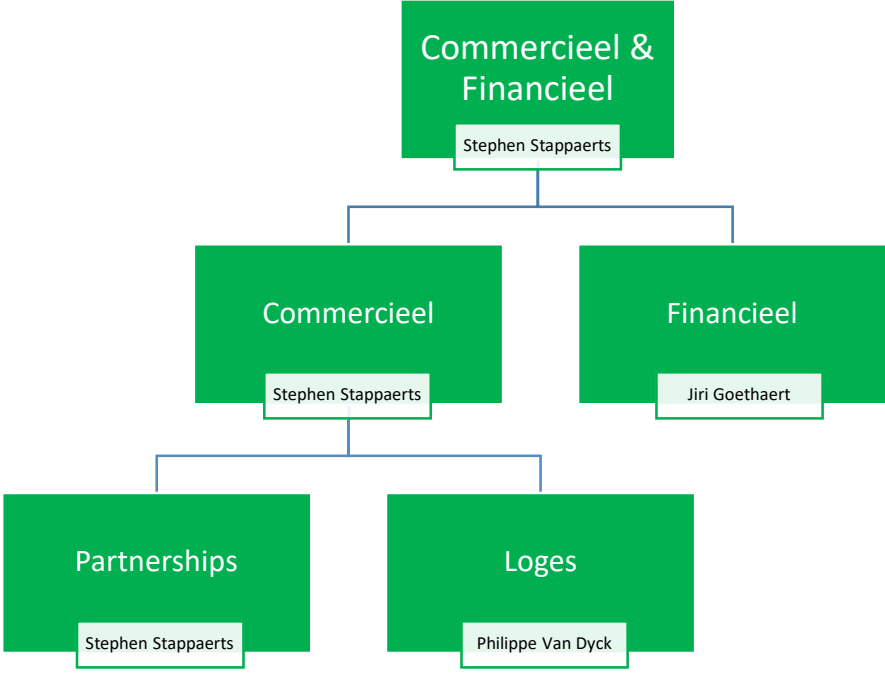 Commercieel &
Financieel
Stephen Stappaerts
Commercieel
Stephen Stappaerts
Financieel
Jiri Goethaert
Partnerships
Stephen Stappaerts
Loges
Philippe Van Dyck